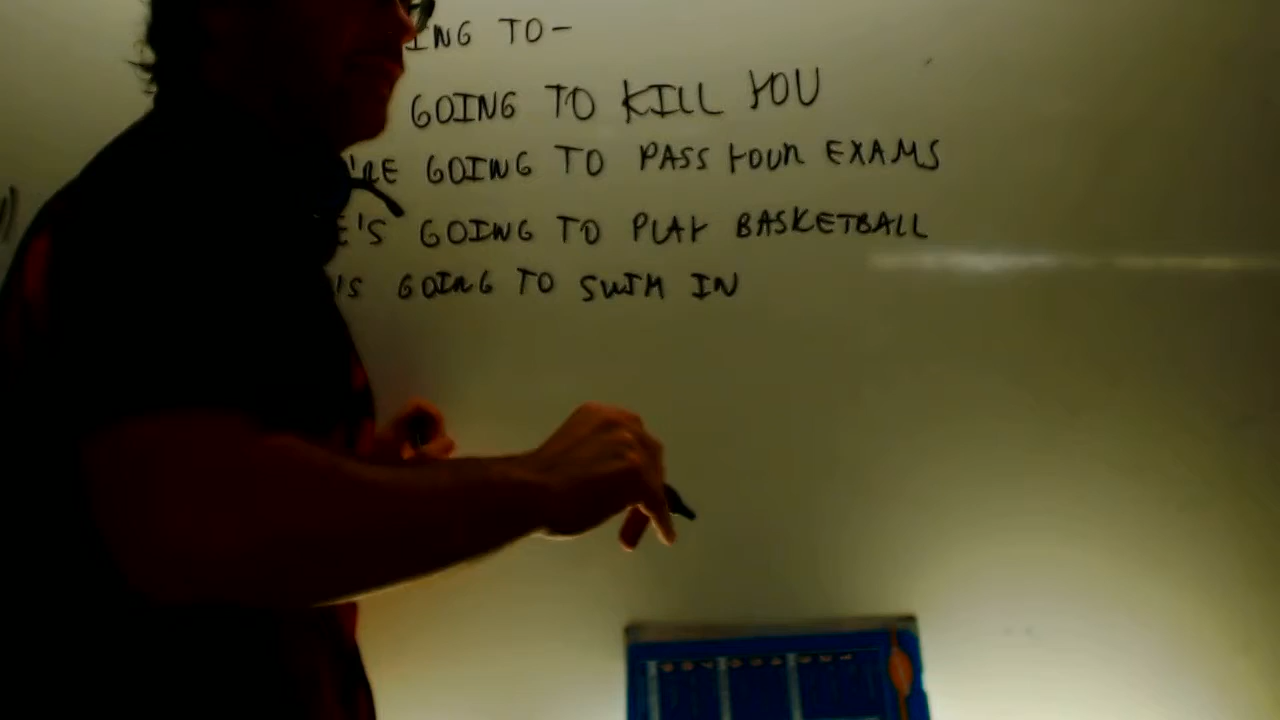 ING TO-
GOING TO KILL YOU
'RE GOING TO PASS YOUR EXAMS
E'S GOING TO PLAY BASKETBALL
'S GOING TO SWIM IN